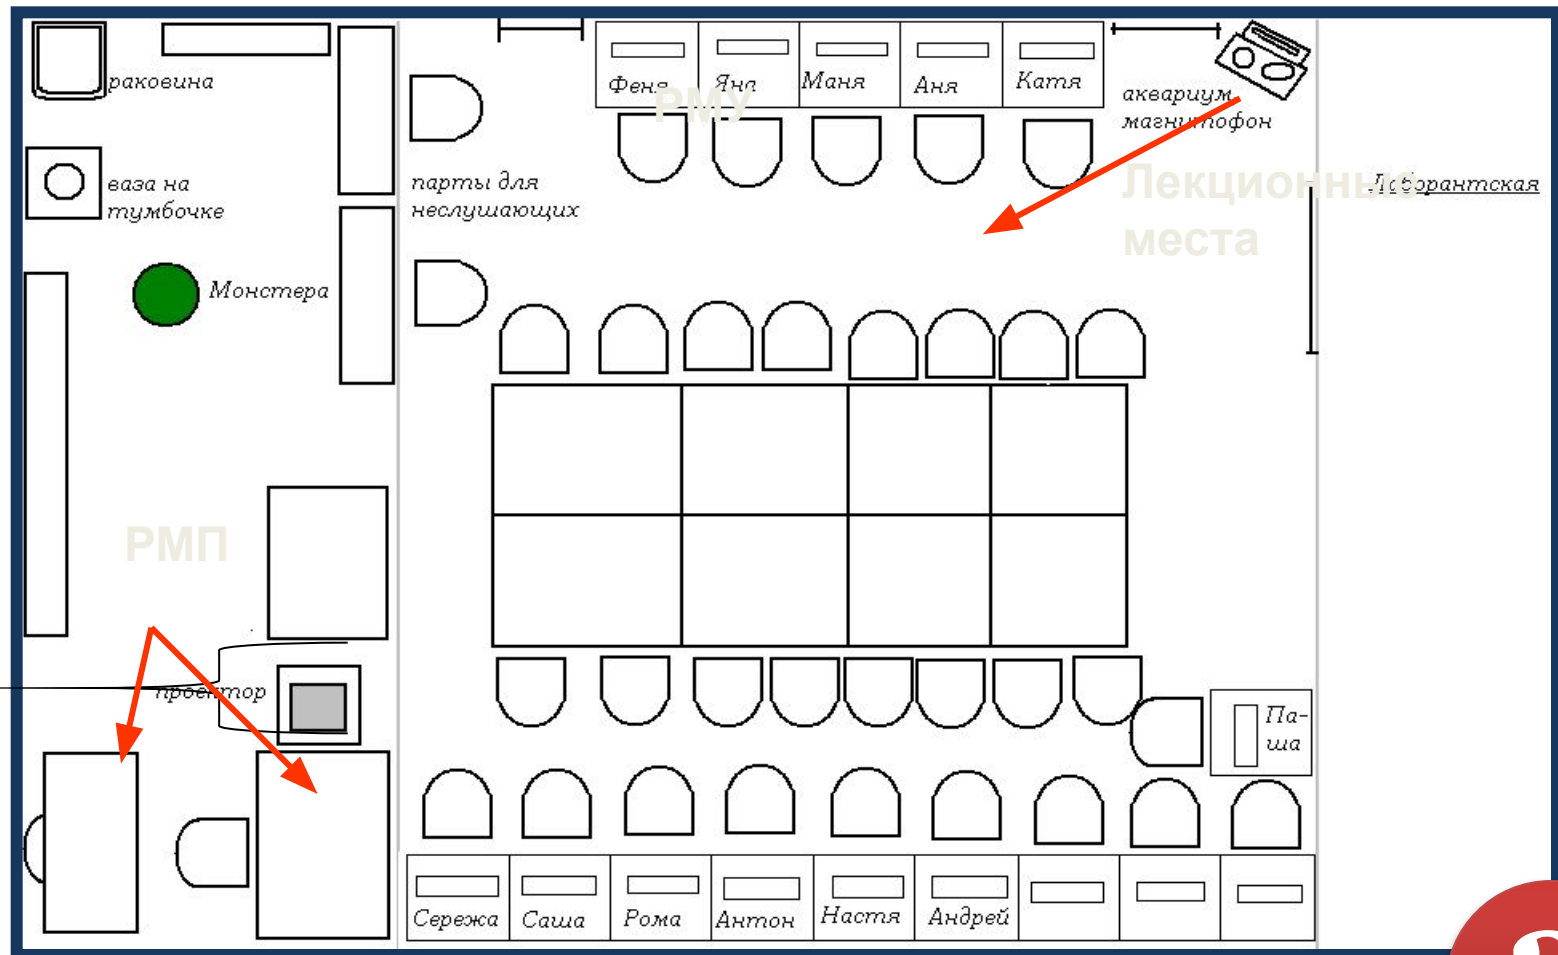 раковина
ваза на
тумбочке
Монстера
парты для
неслушающих
Феня
Яна
Маня
Аня
Катя
РМУ
аквариум
магнитофон
Лекционные
места
Лаборантская
РМП
проектор
Па-
ша
Сережа
Саша
Рома
Антон
Настя
Андрей